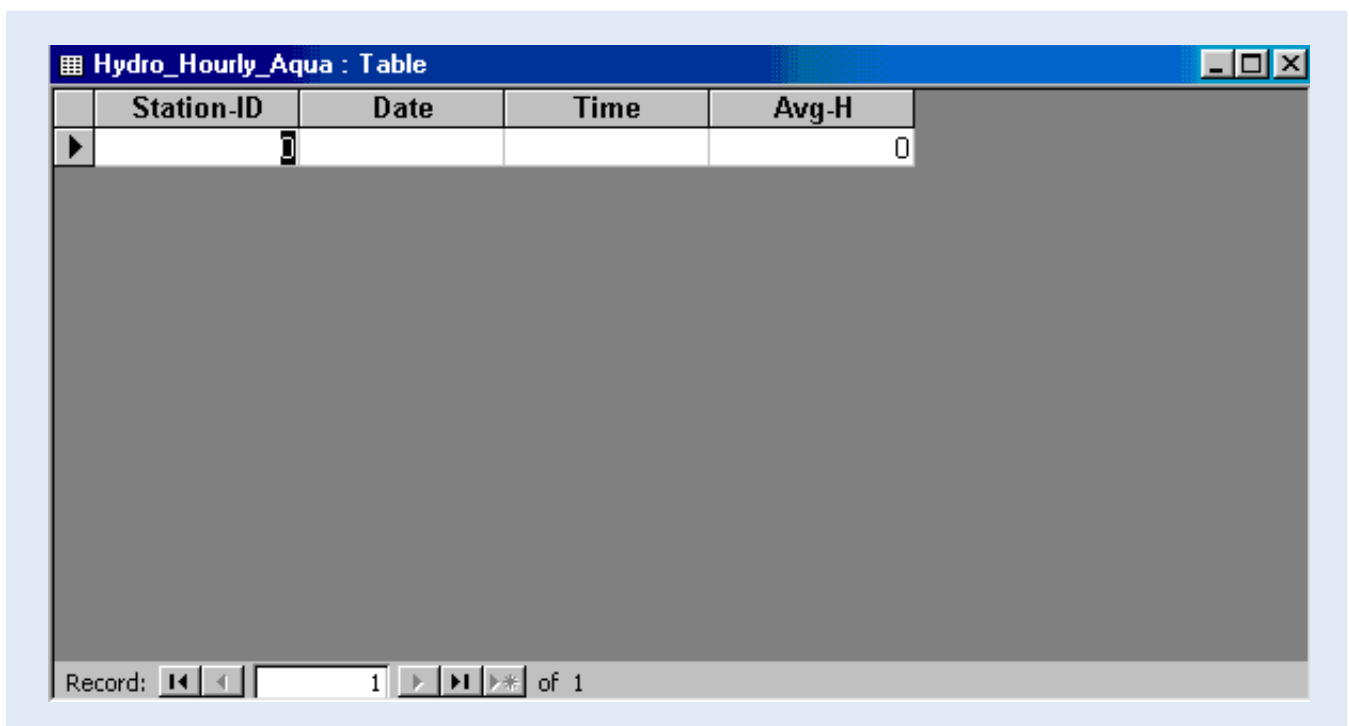 Hydro_Hourly_Aqua : Table
Station-ID Date Time Avg-H
0 0
Record: 1 of 1